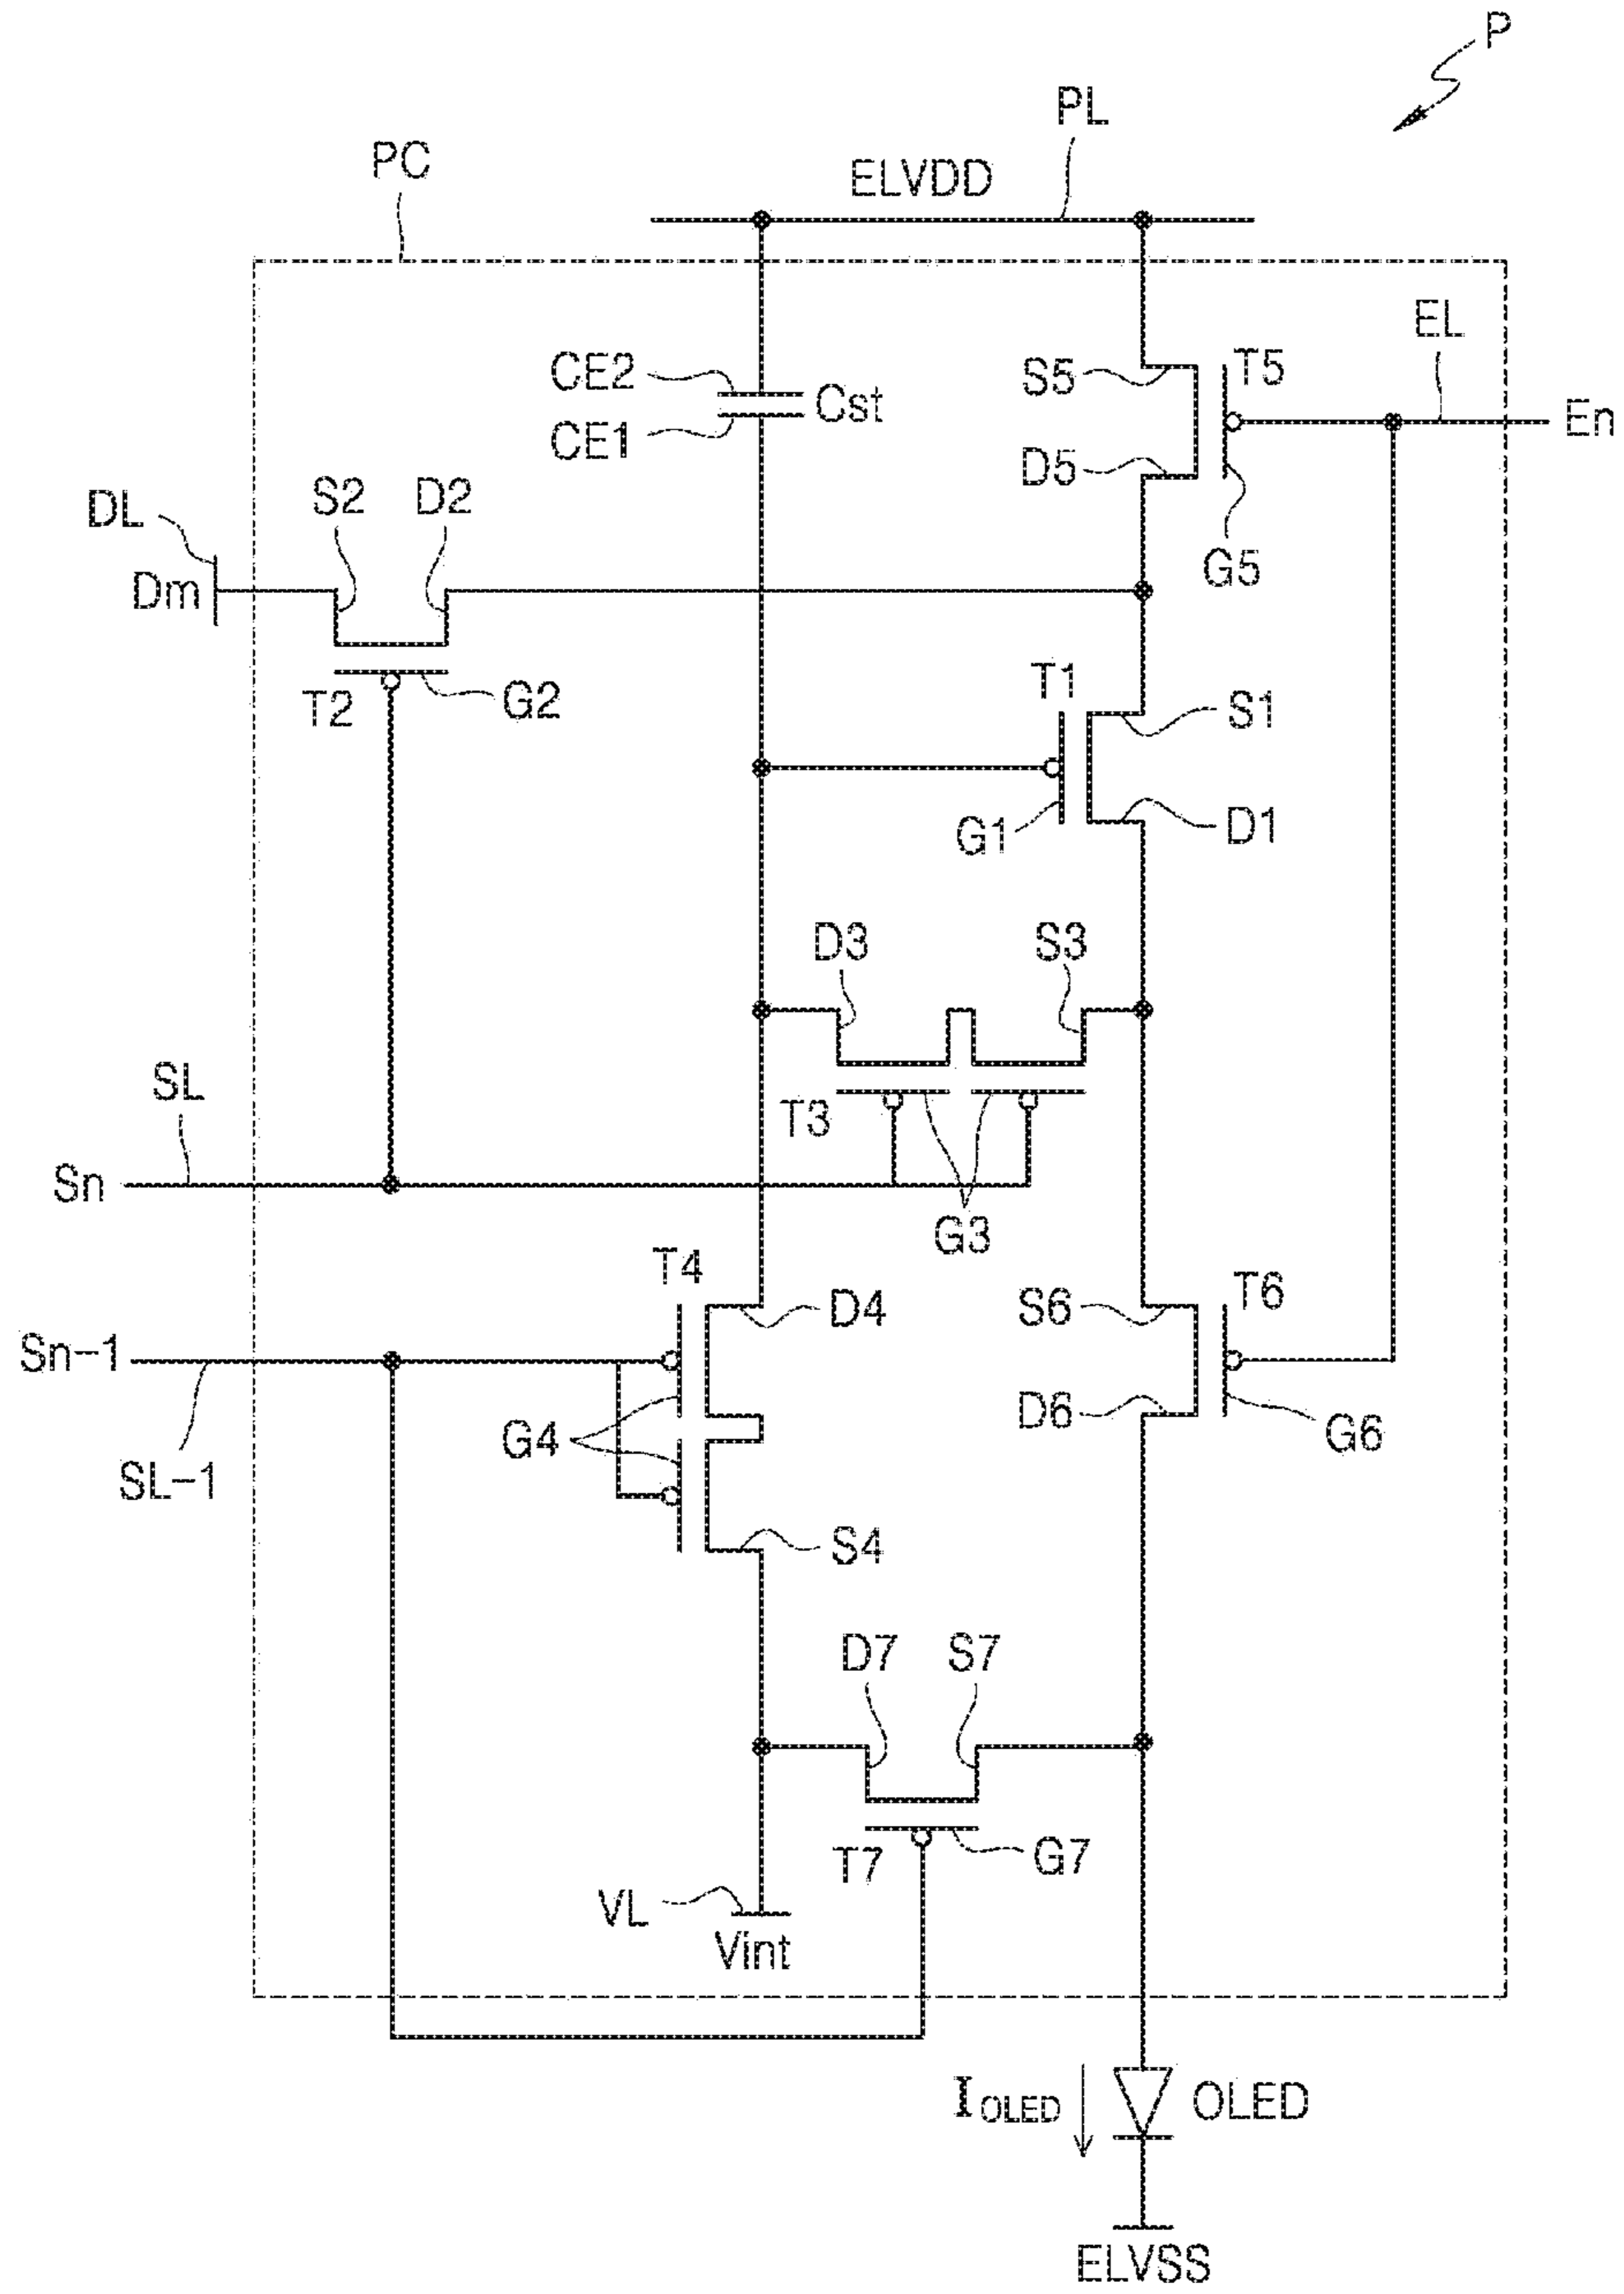 P
PL
PC
ELVDD
EL
CE2
Cst
CE1
S5
T5
En
D5
G5
DL
S2
D2
Dm
T2
G2
T1
S1
G1
D1
D3
S3
SL
T3
Sn
G3
T4
D4
S6
T6
Sn-1
D6
G6
G4
SL-1
S4
D7
S7
T7
G7
VL
Vint
IOLED
OLED
ELVSS